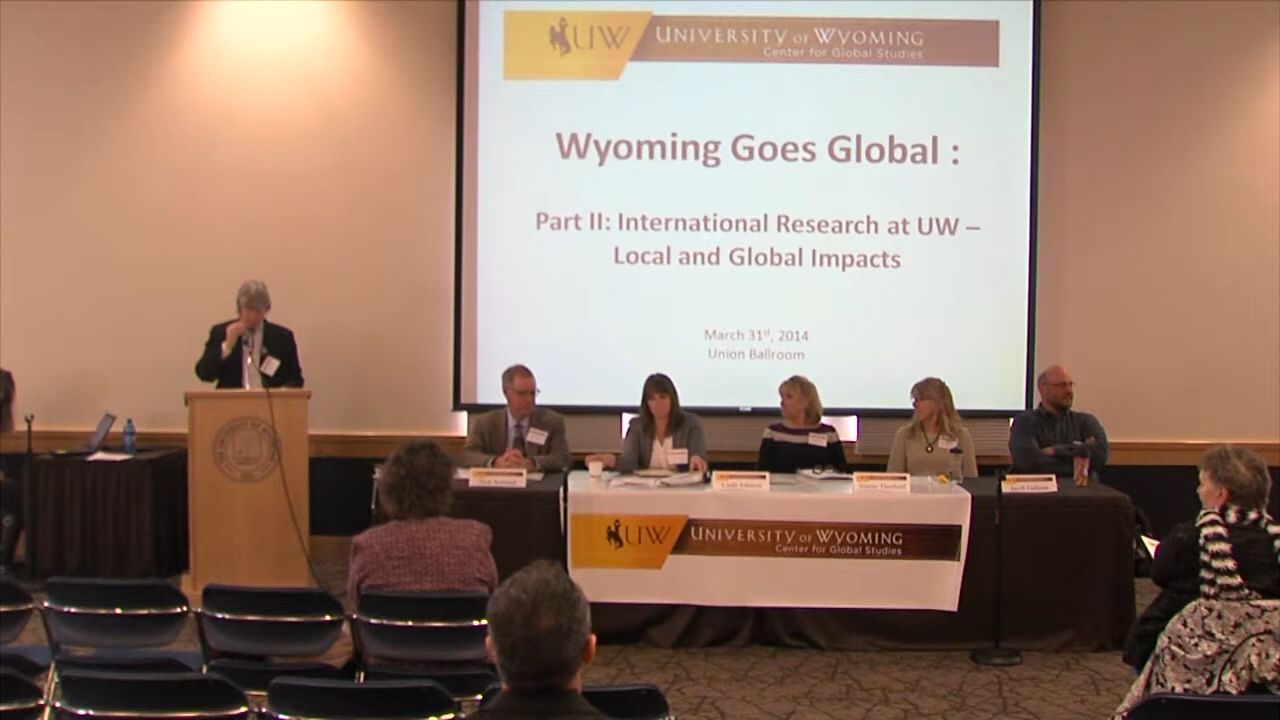 UW UNIVERSITY OF WYOMING
Center for Global Studies
Wyoming Goes Global :
Part II: International Research at UW –
Local and Global Impacts
March 31st, 2014
Union Ballroom
UW UNIVERSITY OF WYOMING
Center for Global Studies